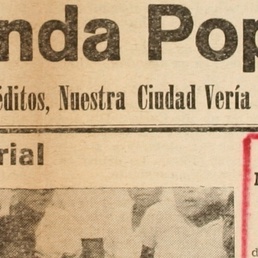 nda Pop
éditos, Nuestra Ciudad Vería
rial